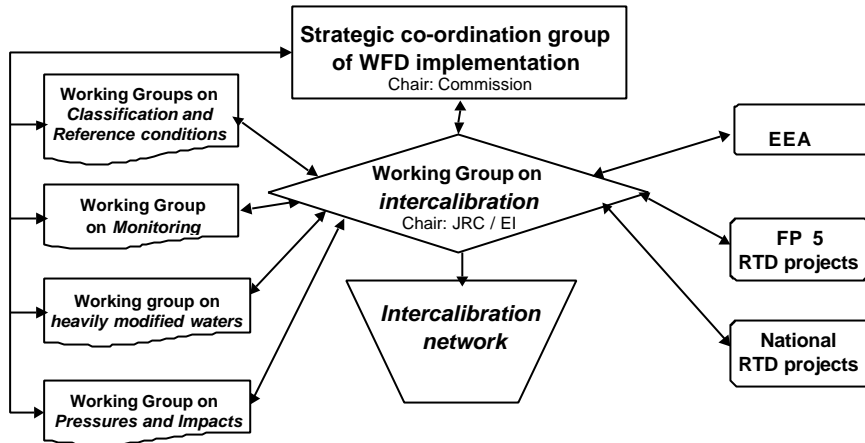 Strategic co-ordination group
of WFD implementation
Chair: Commission
Working Groups on
Classification and
Reference conditions
Working Group
on Monitoring
Working group on
heavily modified waters
Working Group on
Pressures and Impacts
Working Group on
intercalibration
Chair: JRC / EI
Intercalibration
network
EEA
FP 5
RTD projects
National
RTD projects